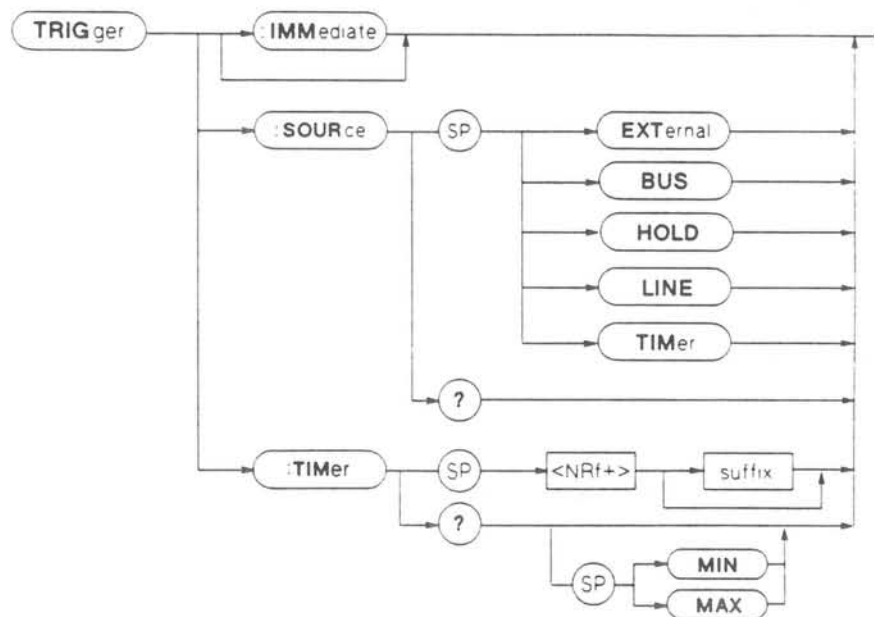 TRIGger :IMMediate
:SOURce SP EXTernal
BUS
HOLD
LINE
TIMer
?
:TIMer SP <NRf+> suffix
?
SP MIN
MAX